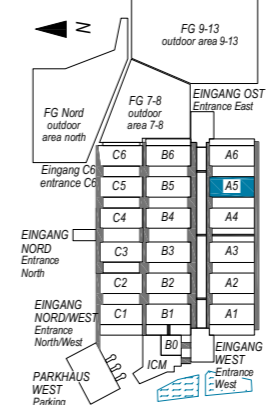 N
FG 9-13
outdoor area 9-13
FG Nord
outdoor
area north
FG 7-8
outdoor
area 7-8
EINGANG OST
Entrance East
Eingang C6
entrance C6
C6 B6 A6
C5 B5 A5
C4 B4 A4
EINGANG
NORD
Entrance
North
C3 B3 A3
C2 B2 A2
EINGANG
NORD/WEST
Entrance
North/West
C1 B1 A1
B0
ICM
EINGANG
WEST
Entrance
West
PARKHAUS
WEST
Parking